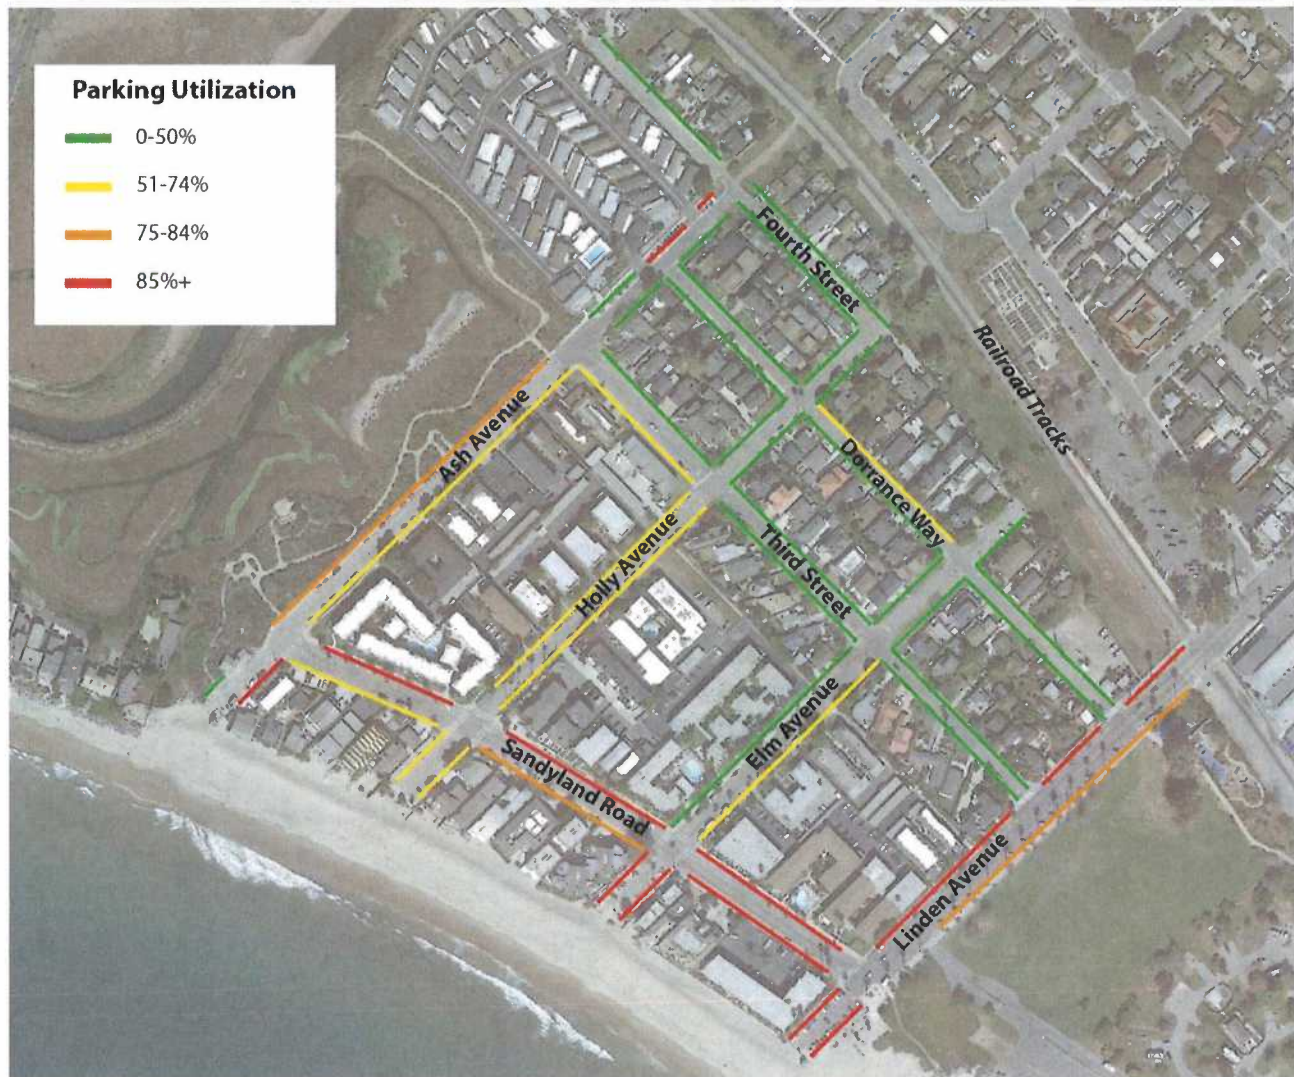 Parking Utilization
0-50%
51-74%
75-84%
85%+
Fourth Street
Railroad Tracks
Ash Avenue
Dorrance Way
Holly Avenue
Third Street
Elm Avenue
Sandyland Road
Linden Avenue